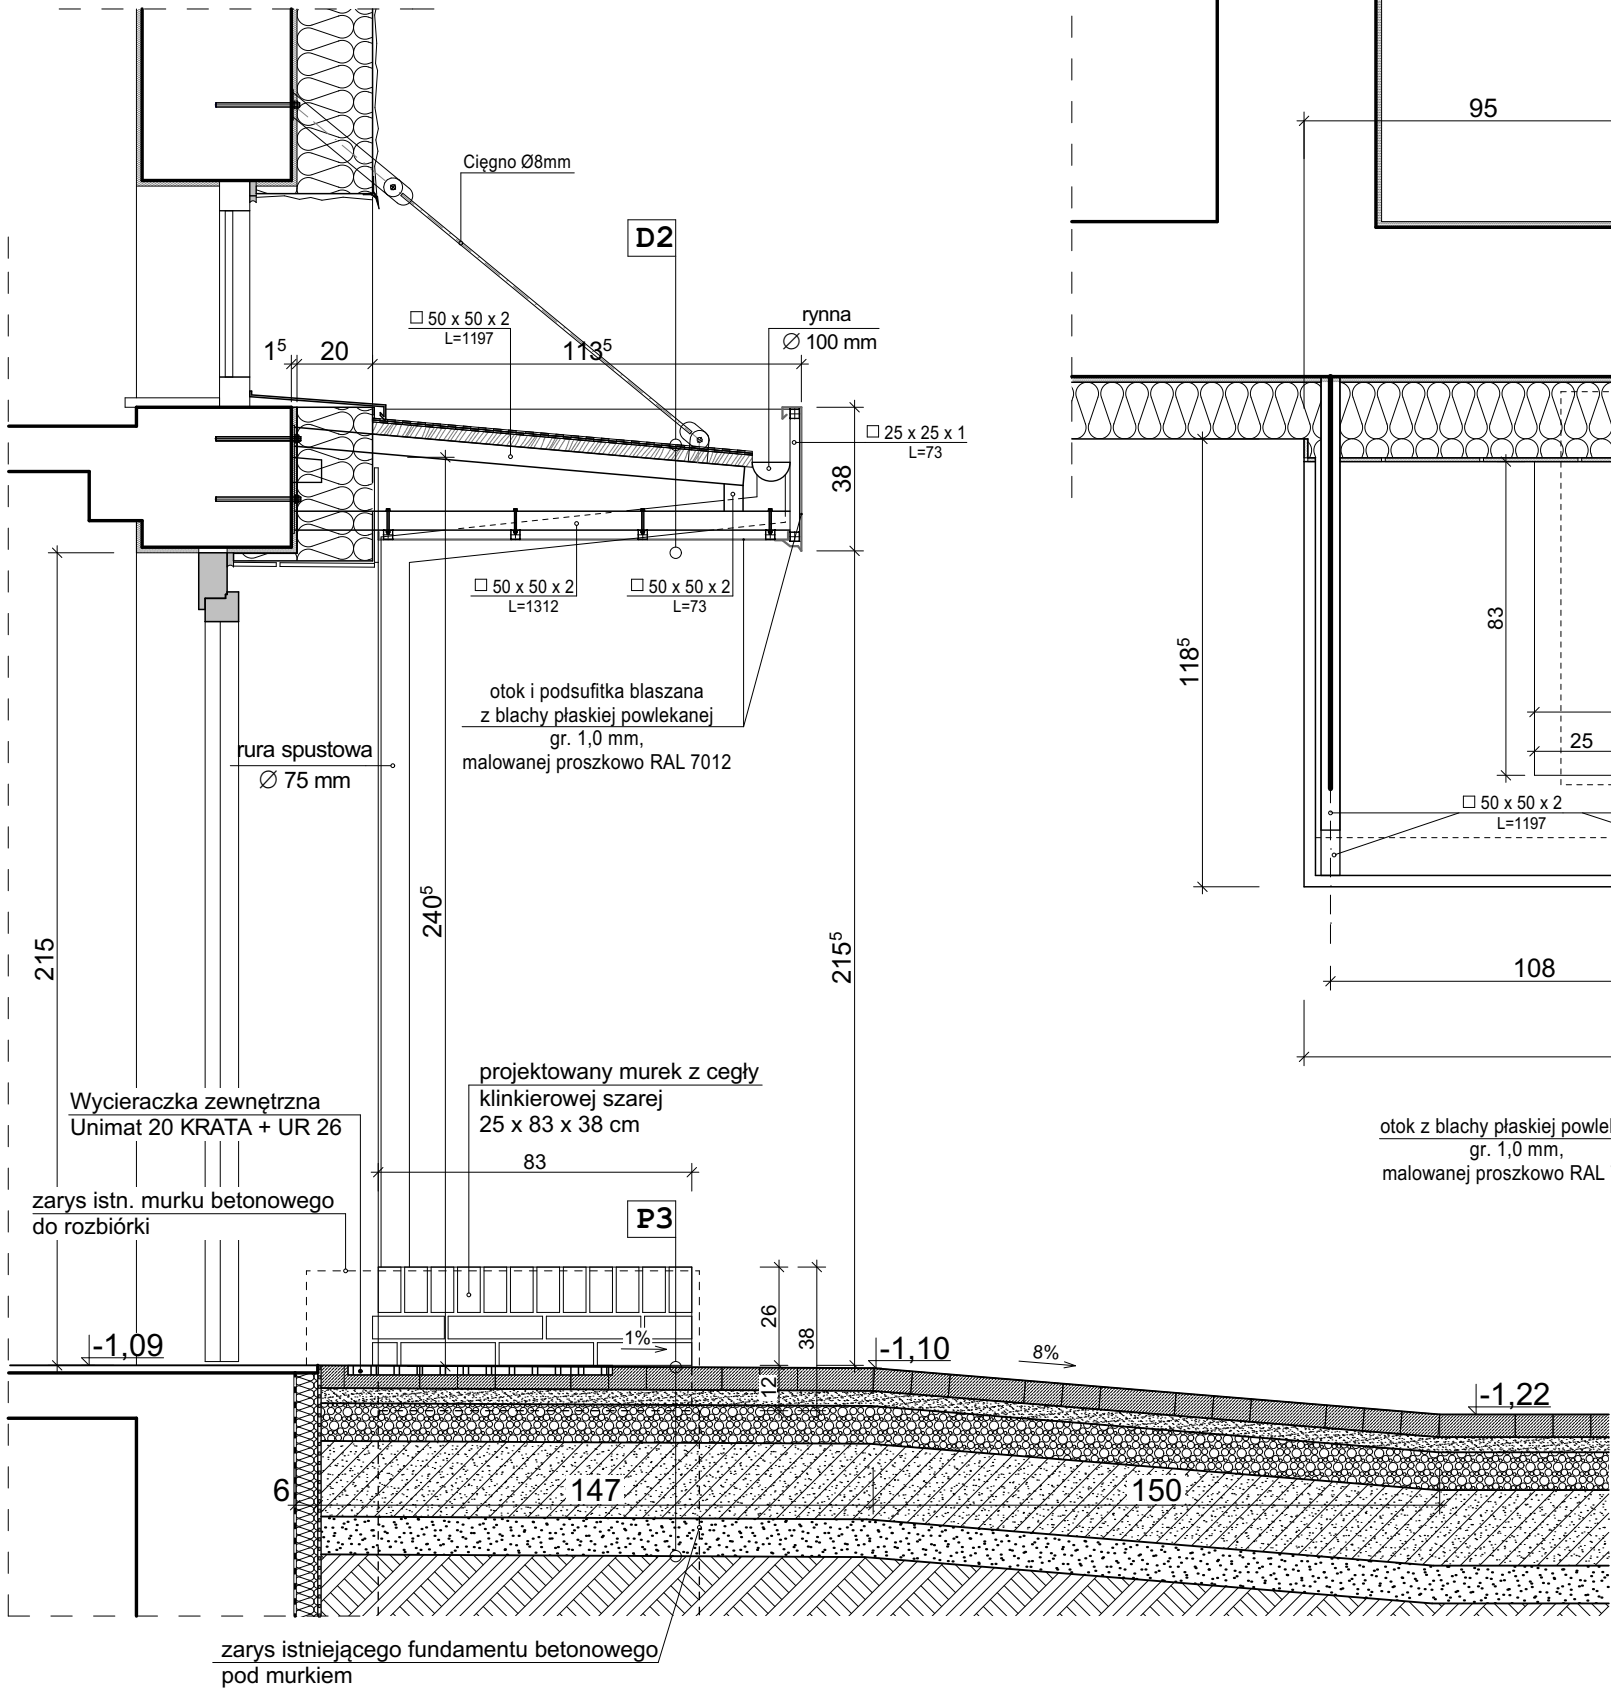 95
Cięgno Ø8mm
D2
□ 50 x 50 x 2
L=1197
rynna
∅ 100 mm
1⁵
20
113⁵
□ 25 x 25 x 1
L=73
38
□ 50 x 50 x 2
L=1312
□ 50 x 50 x 2
L=73
83
118⁵
otok i podsufitka blaszana
z blachy płaskiej powlekanej
gr. 1,0 mm,
malowanej proszkowo RAL 7012
rura spustowa
∅ 75 mm
25
□ 50 x 50 x 2
L=1197
240⁵
215
215⁵
108
projektowany murek z cegły
klinkierowej szarej
25 x 83 x 38 cm
Wycieraczka zewnętrzna
Unimat 20 KRATA + UR 26
83
otok z blachy płaskiej powle
gr. 1,0 mm,
malowanej proszkowo RAL
zarys istn. murku betonowego
do rozbiórki
P3
26
38
1%
-1,09
-1,10
8%
12
-1,22
6
147
150
zarys istniejącego fundamentu betonowego
pod murkiem